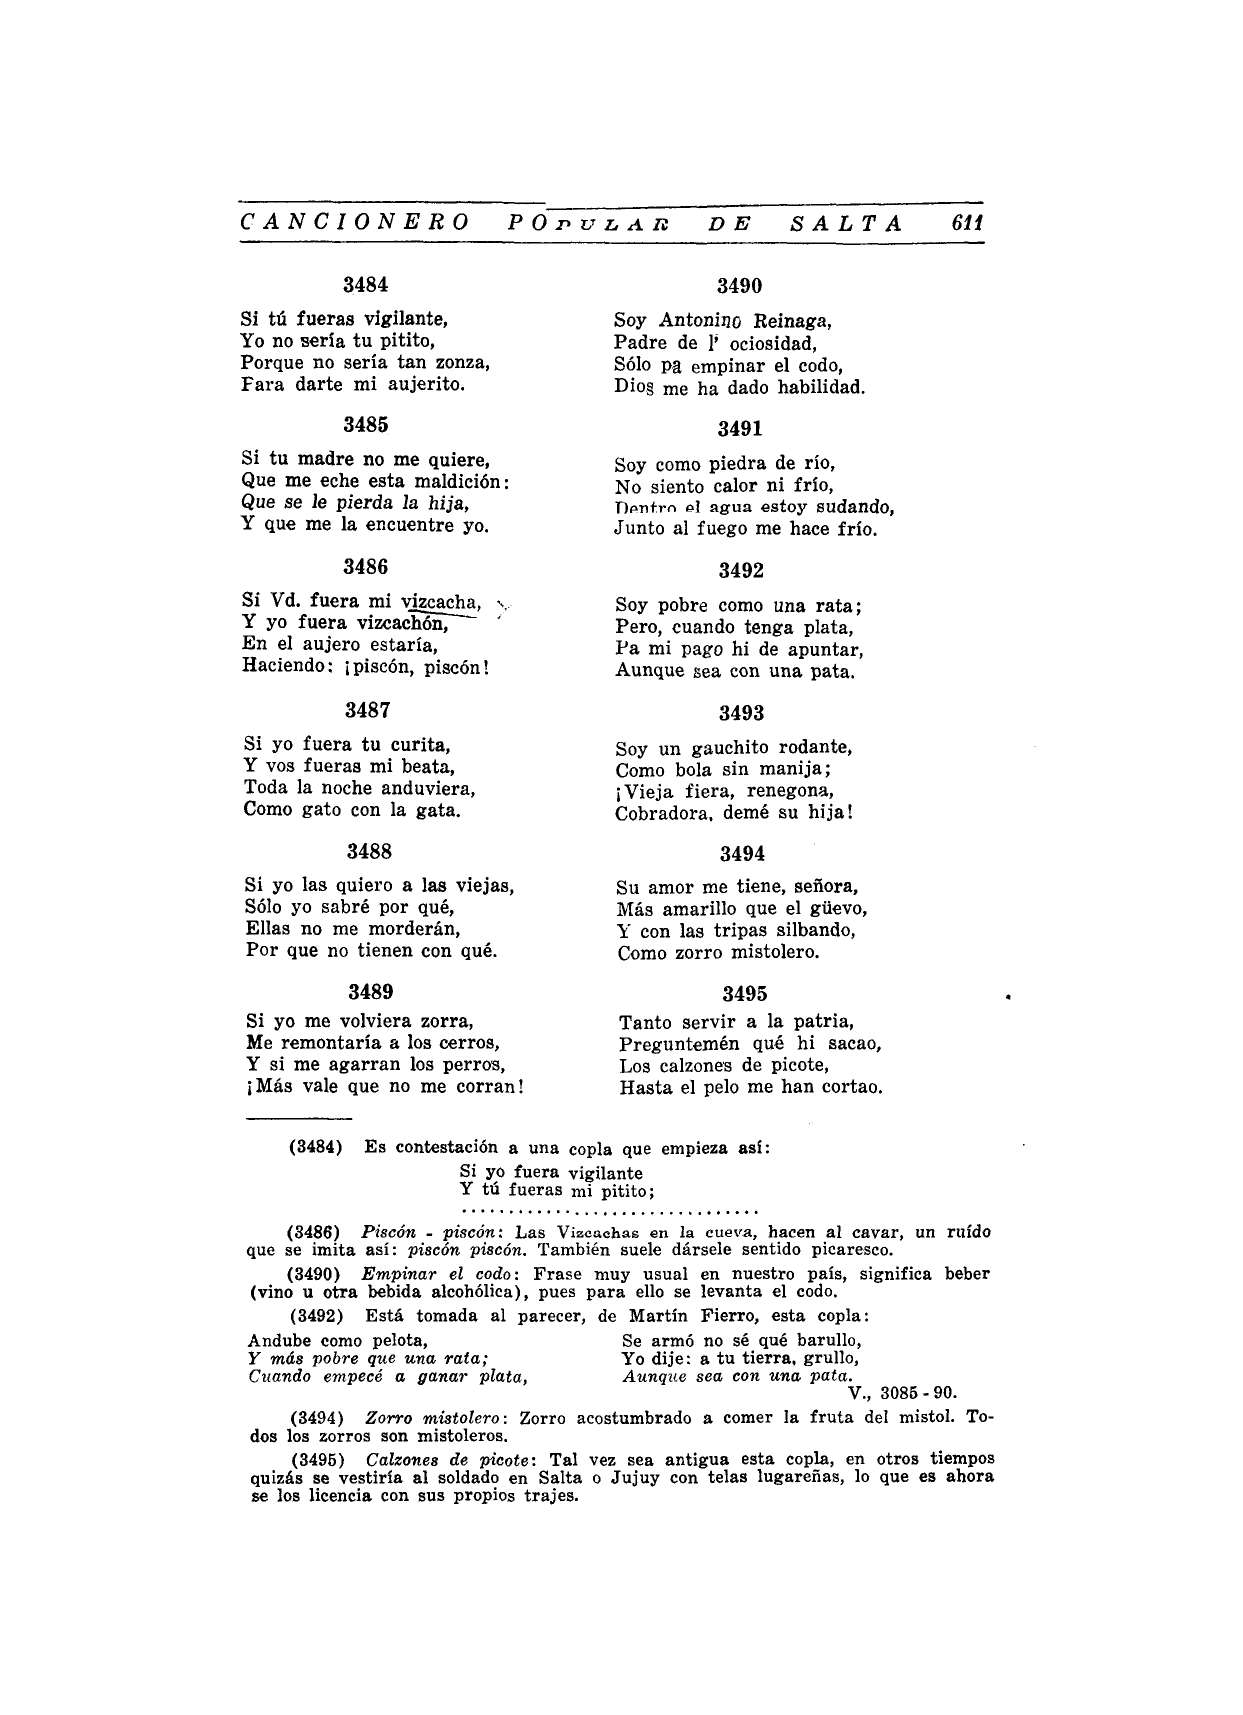 CANCIONERO POPULAR DE SALTA 611
3484
Si tú fueras vigilante,
Yo no sería tu pitito,
Porque no sería tan zonza,
Para darte mi aujerito.
3485
Si tu madre no me quiere,
Que me eche esta maldición:
Que se le pierda la hija,
Y que me la encuentre yo.
3486
Si Vd. fuera mi vizcacha,
Y yo fuera vizcachón,
En el aujero estaría,
Haciendo: ¡piscón, piscón!
3487
Si yo fuera tu curita,
Y vos fueras mi beata,
Toda la noche anduviera,
Como gato con la gata.
3488
Si yo las quiero a las viejas,
Sólo yo sabré por qué,
Ellas no me morderán,
Por que no tienen con qué.
3489
Si yo me volviera zorra,
Me remontaría a los cerros,
Y si me agarran los perros,
¡Más vale que no me corran!
3490
Soy Antonino Reinaga,
Padre de l' ociosidad,
Sólo pa empinar el codo,
Dios me ha dado habilidad.
3491
Soy como piedra de río,
No siento calor ni frío,
Dentro el agua estoy sudando,
Junto al fuego me hace frío.
3492
Soy pobre como una rata;
Pero, cuando tenga plata,
Pa mi pago hi de apuntar,
Aunque sea con una pata.
3493
Soy un gauchito rodante,
Como bola sin manija;
¡Vieja fiera, renegona,
Cobradora, demé su hija!
3494
Su amor me tiene, señora,
Más amarillo que el güevo,
Y con las tripas silbando,
Como zorro mistolero.
3495
Tanto servir a la patria,
Preguntemén qué hi sacao,
Los calzones de picote,
Hasta el pelo me han cortao.
(3484) Es contestación a una copla que empieza así:
Si yo fuera vigilante
Y tú fueras mi pitito;
................................
(3486) Piscón - piscón: Las Vizcachas en la cueva, hacen al cavar, un ruído
que se imita así: piscón piscón. También suele dársele sentido picaresco.
(3490) Empinar el codo: Frase muy usual en nuestro país, significa beber
(vino u otra bebida alcohólica), pues para ello se levanta el codo.
(3492) Está tomada al parecer, de Martín Fierro, esta copla:
Andube como pelota,
Y más pobre que una rata;
Cuando empecé a ganar plata,
Se armó no sé qué barullo,
Yo dije: a tu tierra, grullo,
Aunque sea con una pata.
V., 3085 - 90.
(3494) Zorro mistolero: Zorro acostumbrado a comer la fruta del mistol. To-
dos los zorros son mistoleros.
(3495) Calzones de picote: Tal vez sea antigua esta copla, en otros tiempos
quizás se vestiría al soldado en Salta o Jujuy con telas lugareñas, lo que es ahora
se los licencia con sus propios trajes.